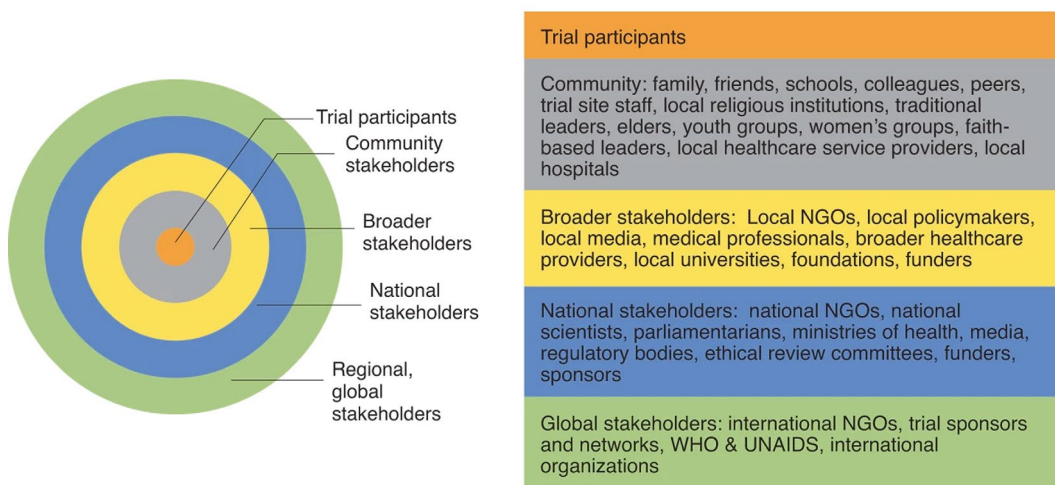 Trial participants
Community
stakeholders
Broader
stakeholders
National
stakeholders
Regional,
global
stakeholders
Trial participants
Community: family, friends, schools, colleagues, peers,
trial site staff, local religious institutions, traditional
leaders, elders, youth groups, women’s groups, faith-
based leaders, local healthcare service providers, local
hospitals
Broader stakeholders:  Local NGOs, local policymakers,
local media, medical professionals, broader healthcare
providers, local universities, foundations, funders
National stakeholders:  national NGOs, national
scientists, parliamentarians, ministries of health, media,
regulatory bodies, ethical review committees, funders,
sponsors
Global stakeholders: international NGOs, trial sponsors
and networks, WHO & UNAIDS, international
organizations